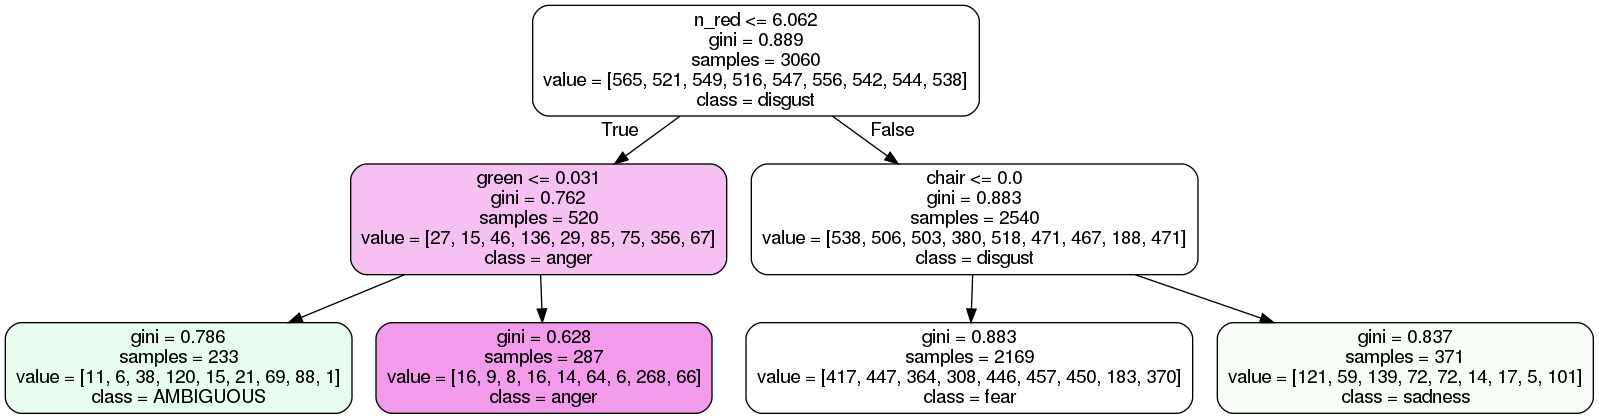 n_red <= 6.062
gini = 0.889
samples = 3060
value = [565, 521, 549, 516, 547, 556, 542, 544, 538]
class = disgust
True
False
green <= 0.031
gini = 0.762
samples = 520
value = [27, 15, 46, 136, 29, 85, 75, 356, 67]
class = anger
chair <= 0.0
gini = 0.883
samples = 2540
value = [538, 506, 503, 380, 518, 471, 467, 188, 471]
class = disgust
gini = 0.786
samples = 233
value = [11, 6, 38, 120, 15, 21, 69, 88, 1]
class = AMBIGUOUS
gini = 0.628
samples = 287
value = [16, 9, 8, 16, 14, 64, 6, 268, 66]
class = anger
gini = 0.883
samples = 2169
value = [417, 447, 364, 308, 446, 457, 450, 183, 370]
class = fear
gini = 0.837
samples = 371
value = [121, 59, 139, 72, 72, 14, 17, 5, 101]
class = sadness